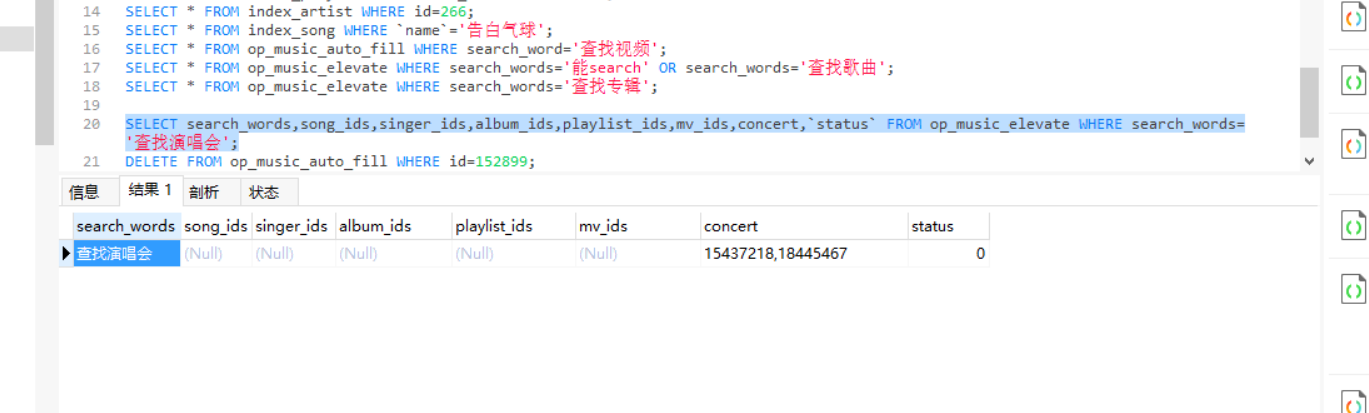 14 SELECT * FROM index_artist WHERE id=266;
15 SELECT * FROM index_song WHERE `name`='告白气球';
16 SELECT * FROM op_music_auto_fill WHERE search_word='查找视频';
17 SELECT * FROM op_music_elevate WHERE search_words='能search' OR search_words='查找歌曲';
18 SELECT * FROM op_music_elevate WHERE search_words='查找专辑';
19
20 SELECT search_words,song_ids,singer_ids,album_ids,playlist_ids,mv_ids,concert,`status` FROM op_music_elevate WHERE search_words=
'查找演唱会';
21 DELETE FROM op_music_auto_fill WHERE id=152899;
信息 结果 1 剖析 状态
search_words song_ids singer_ids album_ids playlist_ids mv_ids concert status
查找演唱会 (Null) (Null) (Null) (Null) (Null) 15437218,18445467 0